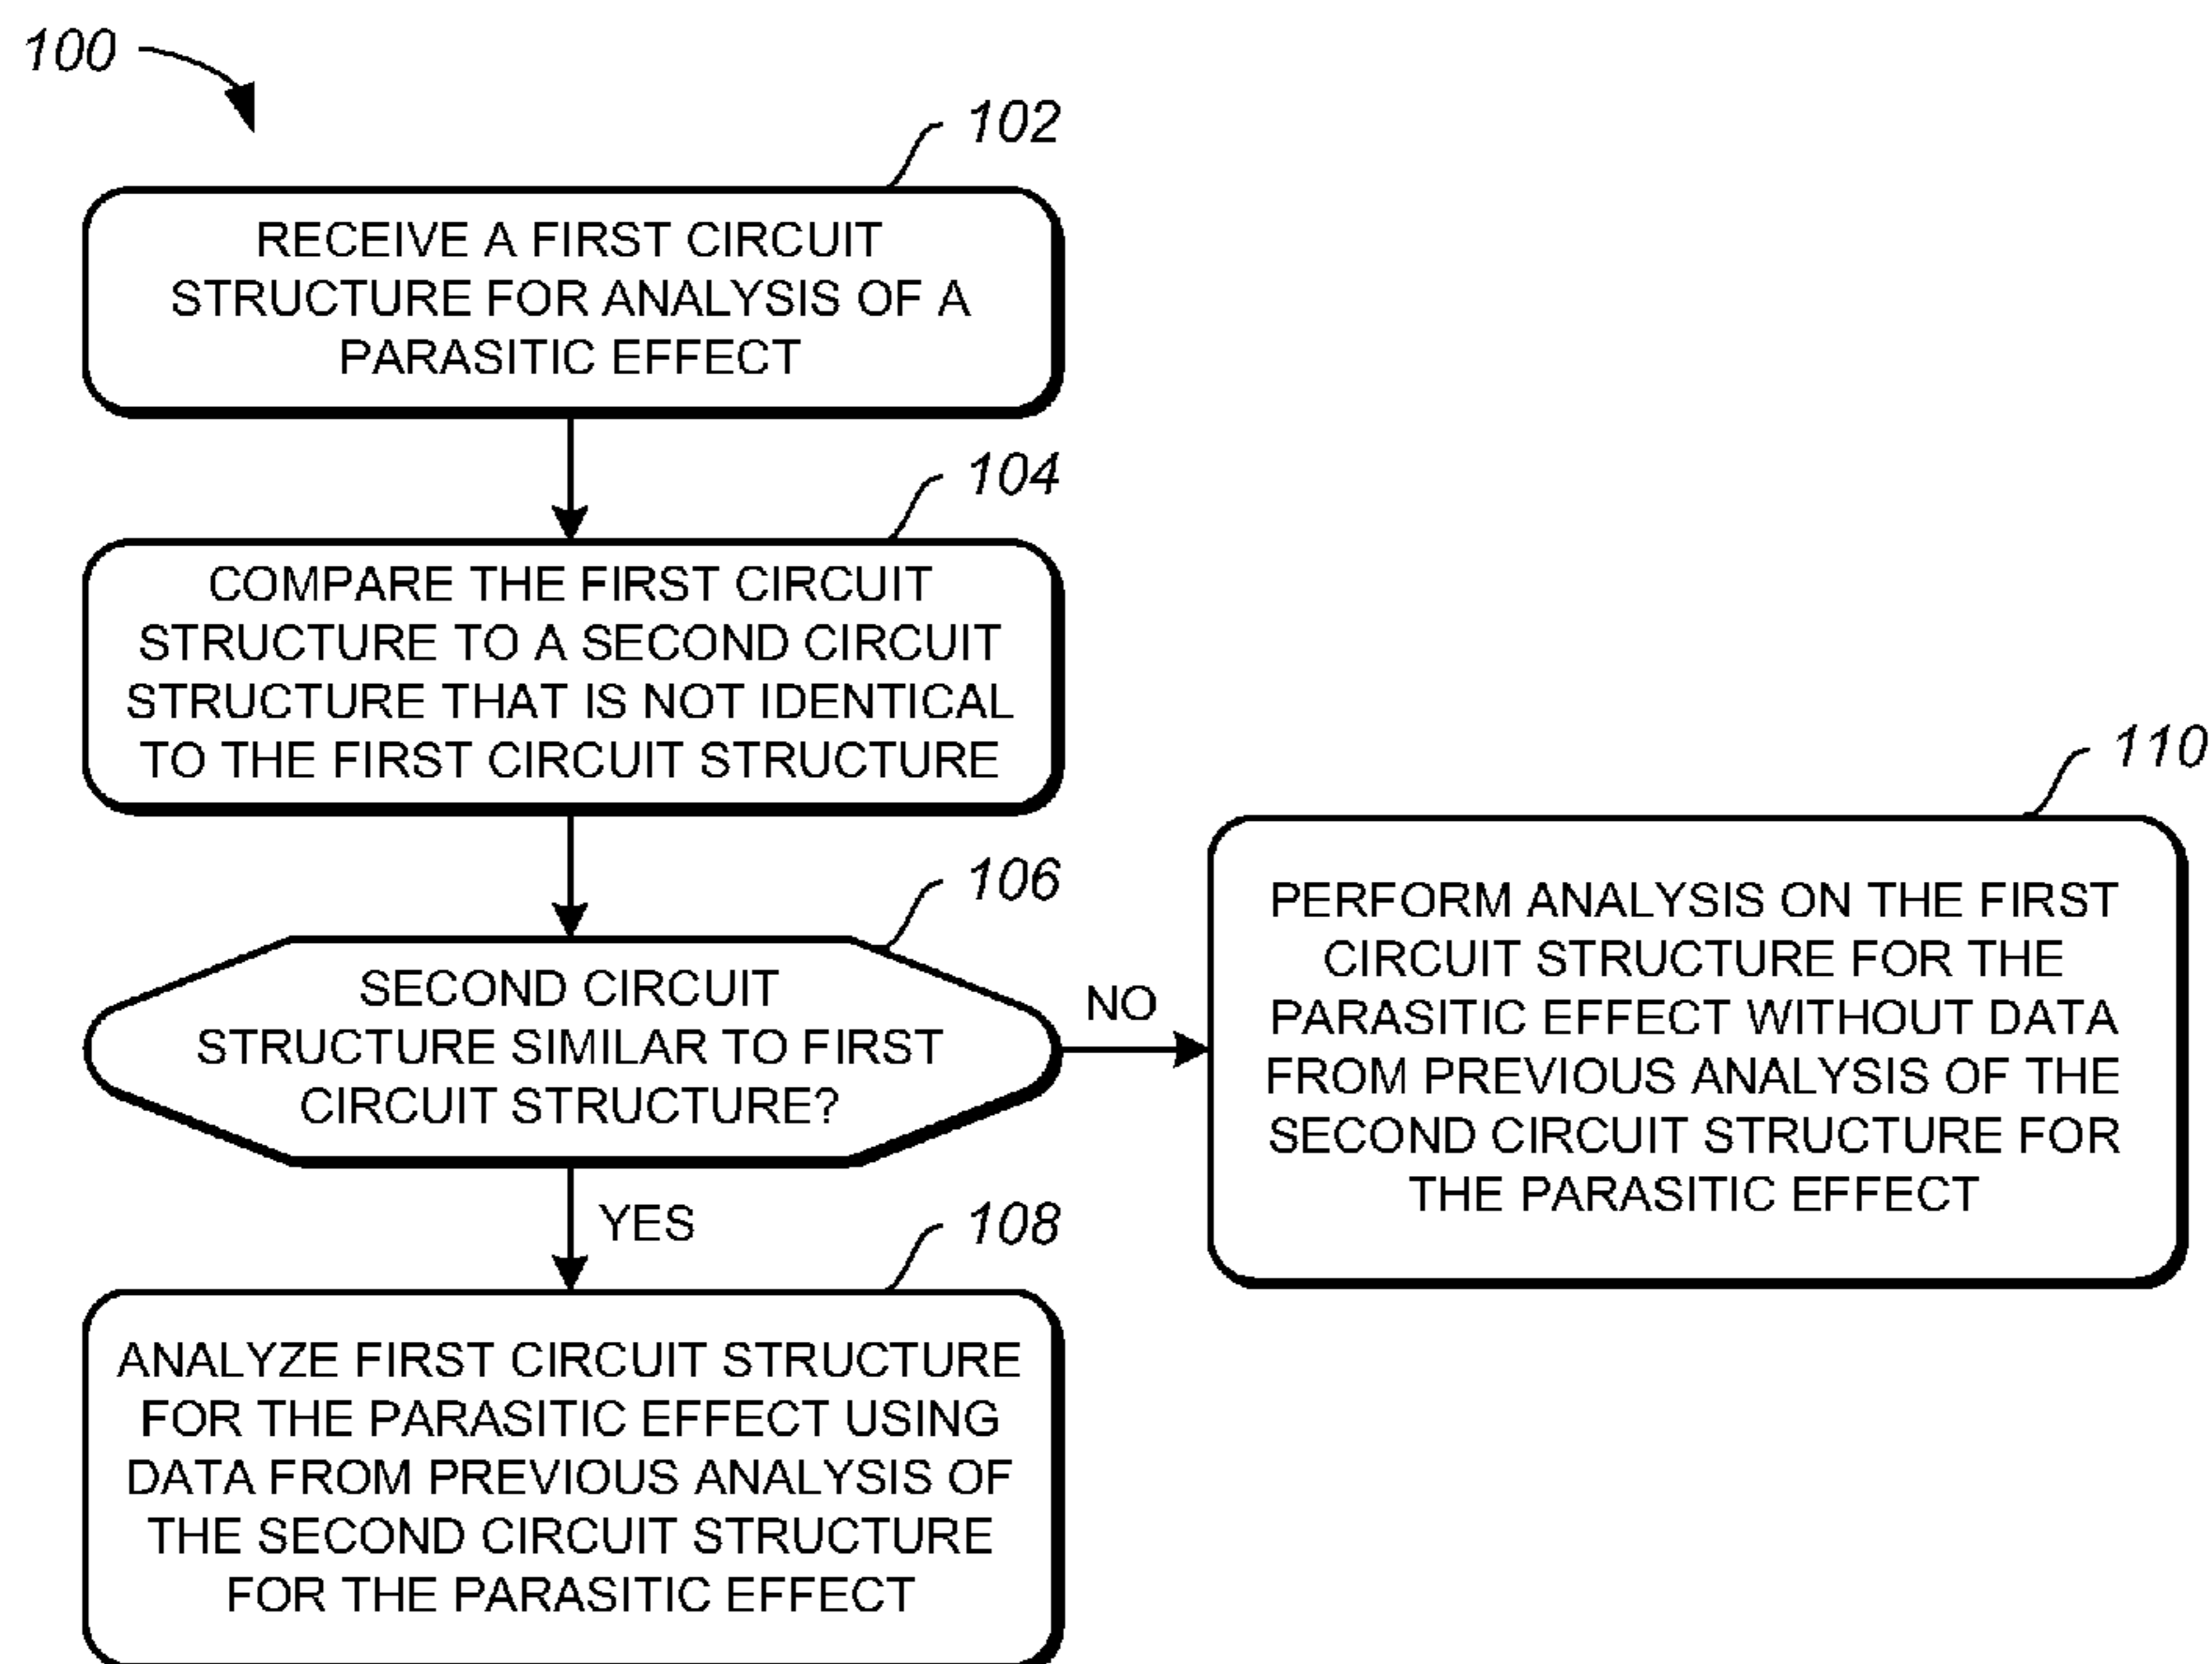 100
102
RECEIVE A FIRST CIRCUIT
STRUCTURE FOR ANALYSIS OF A
PARASITIC EFFECT
104
COMPARE THE FIRST CIRCUIT
STRUCTURE TO A SECOND CIRCUIT
STRUCTURE THAT IS NOT IDENTICAL
TO THE FIRST CIRCUIT STRUCTURE
106
SECOND CIRCUIT
STRUCTURE SIMILAR TO FIRST
CIRCUIT STRUCTURE?
NO
110
PERFORM ANALYSIS ON THE FIRST
CIRCUIT STRUCTURE FOR THE
PARASITIC EFFECT WITHOUT DATA
FROM PREVIOUS ANALYSIS OF THE
SECOND CIRCUIT STRUCTURE FOR
THE PARASITIC EFFECT
YES
108
ANALYZE FIRST CIRCUIT STRUCTURE
FOR THE PARASITIC EFFECT USING
DATA FROM PREVIOUS ANALYSIS OF
THE SECOND CIRCUIT STRUCTURE
FOR THE PARASITIC EFFECT